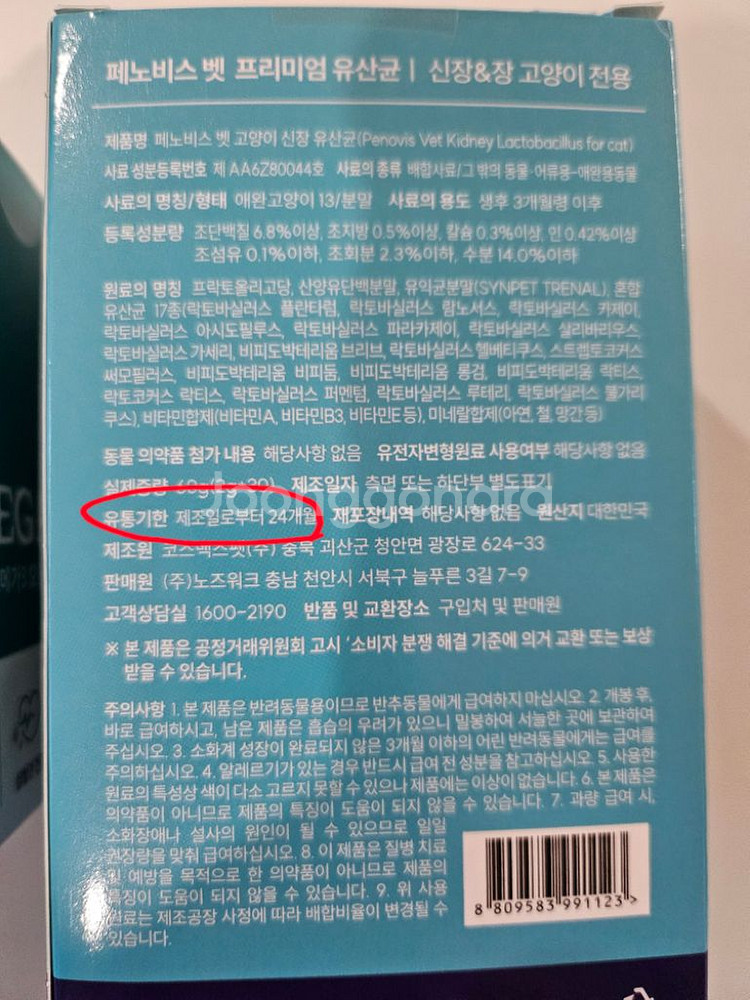 페노비스 벳 프리미엄 유산균 | 신장&장 고양이 전용
제품명 페노비스 벳 고양이 신장 유산균(Penovis Vet Kidney Lactobacillus for cat)
사료 성분등록번호 제 AA6Z80044호 사료의 종류 배합사료/그 밖의 동물·어류용-애완용동물
사료의 명칭/형태 애완고양이 13/분말 사료의 용도 생후 3개월령 이후
등록성분량 조단백질 6.8%이상, 조지방 0.5%이상, 칼슘 0.3%이상, 인 0.42%이상
조섬유 0.1%이하, 조회분 2.3%이하, 수분 14.0%이하
원료의 명칭 프락토올리고당, 산양유단백분말, 유익균분말(SYNPET TRENAL), 혼합
유산균 17종(락토바실러스 플란타럼, 락토바실러스 람노서스, 락토바실러스 카제이,
락토바실러스 아시도필루스, 락토바실러스 파라카제이, 락토바실러스 살리바리우스,
락토바실러스 가세리, 비피도박테리움 브리브, 락토바실러스 헬베티쿠스, 스트렙토코커스
써모필러스, 비피도박테리움 비피둠, 비피도박테리움 롱검, 비피도박테리움 락티스,
락토코커스 락티스, 락토바실러스 퍼멘텀, 락토바실러스 루테리, 락토바실러스 불가리
쿠스), 비타민합제(비타민A, 비타민B3, 비타민E등), 미네랄합제(아연, 철, 망간 등)
동물 의약품 첨가 내용 해당사항 없음 유전자변형원료 사용여부 해당사항 없음
실제중량 60g(2g*30) 제조일자 측면 또는 하단부 별도표기
Joonggonara
유통기한 제조일로부터 24개월 재포장내역 해당사항 없음 원산지 대한민국
제조원 코스맥스펫(주) 충북 괴산군 청안면 광장로 624-33
판매원 (주)노즈워크 충남 천안시 서북구 늘푸른 3길 7-9
고객상담실 1600-2190 반품 및 교환장소 구입처 및 판매원
※ 본 제품은 공정거래위원회 고시 '소비자 분쟁 해결 기준에 의거 교환 또는 보상
받을 수 있습니다.
주의사항 1. 본 제품은 반려동물용이므로 반추동물에게 급여하지 마십시오. 2. 개봉 후,
바로 급여하시고, 남은 제품은 흡습의 우려가 있으니 밀봉하여 서늘한 곳에 보관하여
주십시오. 3. 소화계 성장이 완료되지 않은 3개월 이하의 어린 반려동물에게는 급여를
주의하십시오. 4. 알레르기가 있는 경우 반드시 급여 전 성분을 참고하십시오. 5. 사용한
원료의 특성상 색이 다소 고르지 못할 수 있으나 제품에는 이상이 없습니다. 6. 본 제품은
의약품이 아니므로 제품의 특징이 도움이 되지 않을 수 있습니다. 7. 과량 급여 시,
소화장애나 설사의 원인이 될 수 있으므로 일일
권장량을 맞춰 급여하십시오. 8. 이 제품은 질병 치료
및 예방을 목적으로 한 의약품이 아니므로 제품의
특징이 도움이 되지 않을 수 있습니다. 9. 위 사용
원료는 제조공장 사정에 따라 배합비율이 변경될 수
있습니다.
8 809583 991123 >